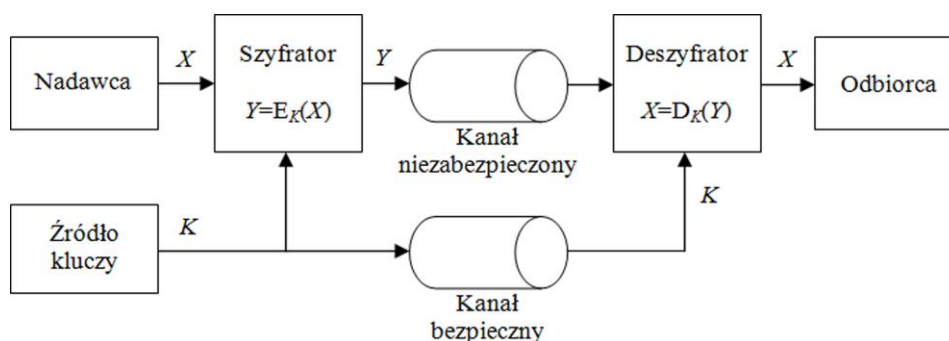 Nadawca
X
Szyfrator
Y=E_K(X)
Y
Kanał
niezabezpieczony
Deszyfrator
X=D_K(Y)
X
Odbiorca
Źródło
kluczy
K
Kanał
bezpieczny
K